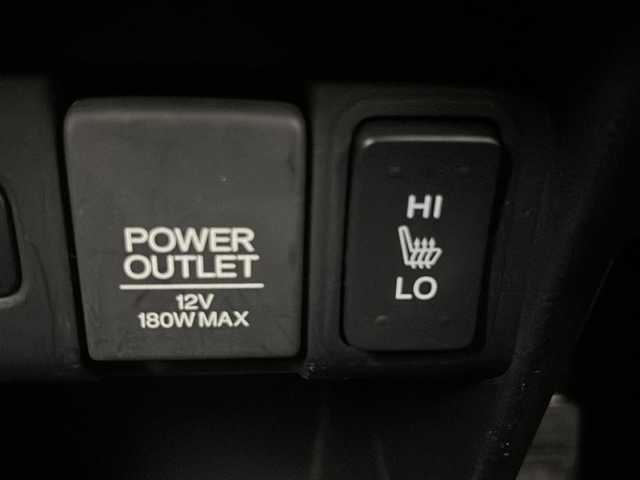 POWER
OUTLET
12V
180W MAX
HI
LO